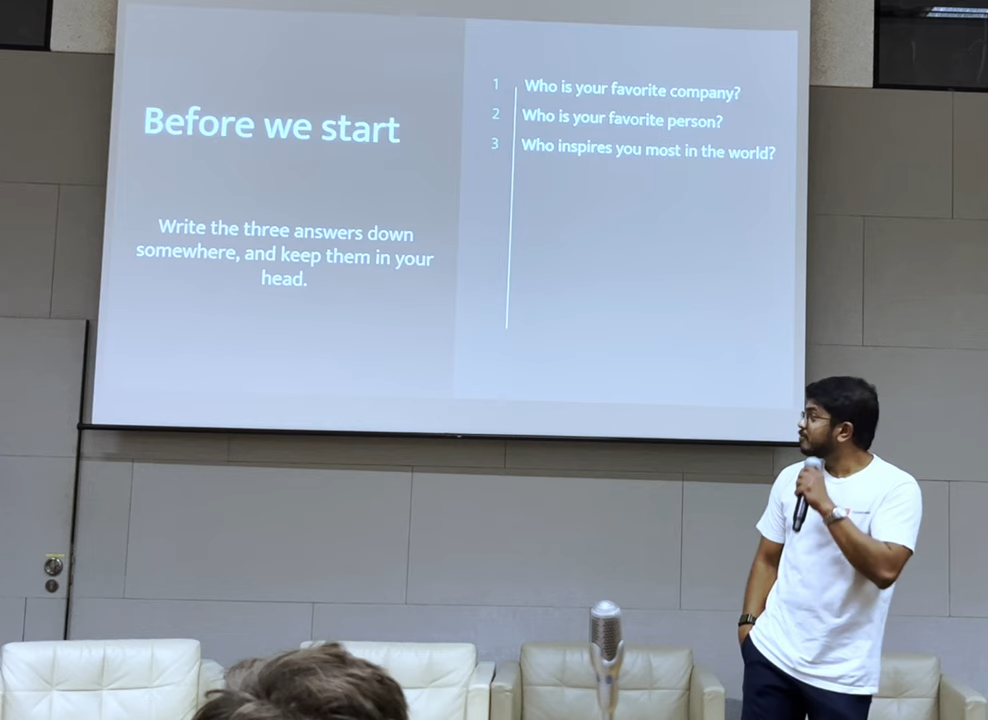 Before we start
Write the three answers down
somewhere, and keep them in your
head.
1 Who is your favorite company?
2 Who is your favorite person?
3 Who inspires you most in the world?